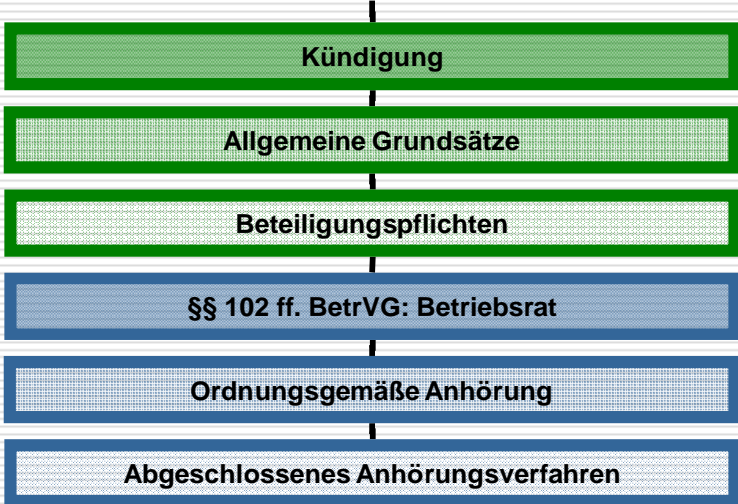 Kündigung
Allgemeine Grundsätze
Beteiligungspflichten
§§ 102 ff. BetrVG: Betriebsrat
Ordnungsgemäße Anhörung
Abgeschlossenes Anhörungsverfahren